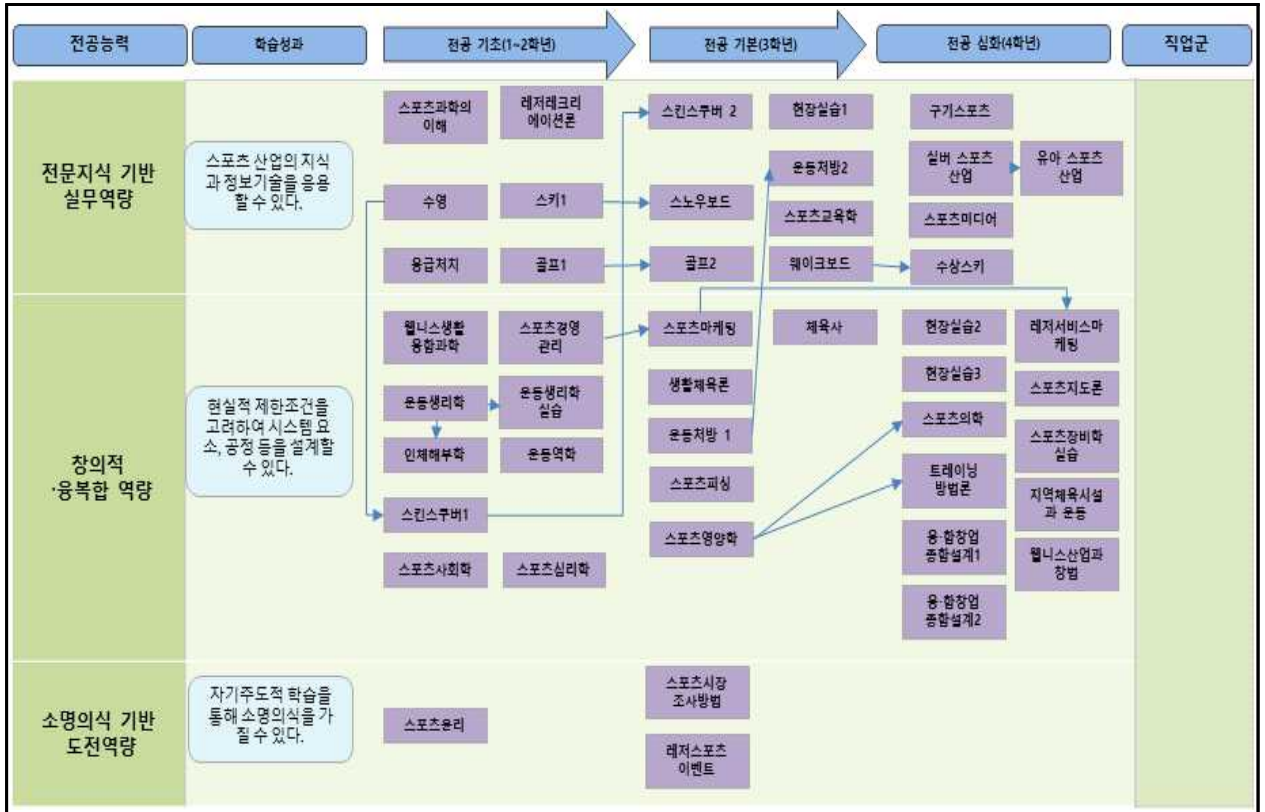 전공능력
학습성과
전공 기초(1~2학년)
전공 기본(3학년)
전공 심화(4학년)
직업군
전문지식 기반
실무역량
스포츠 산업의 지식
과 정보기술을 응용
할 수 있다.
스포츠과학의
이해
레저레크리
에이션론
수영
스키1
응급처치
골프1
스킨스쿠버 2
현장실습1
운동처방2
스노우보드
스포츠교육학
골프2
웨이크보드
구기스포츠
실버 스포츠
산업
유아 스포츠
산업
스포츠미디어
수상스키
창의적
·융복합 역량
현실적 제한조건을
고려하여 시스템 요
소, 공정 등을 설계할
수 있다.
웰니스생활
융합과학
스포츠경영
관리
운동생리학
운동생리학
실습
인체해부학
운동역학
스킨스쿠버1
스포츠사회학
스포츠심리학
스포츠마케팅
체육사
생활체육론
운동처방 1
스포츠피싱
스포츠영양학
현장실습2
레저서비스마
케팅
현장실습3
스포츠지도론
스포츠의학
스포츠장비학
실습
트레이닝
방법론
지역체육시설
과 운동
융·합창업
종합설계1
웰니스산업과
창법
융·합창업
종합설계2
소명의식 기반
도전역량
자기주도적 학습을
통해 소명의식을 가
질 수 있다.
스포츠윤리
스포츠시장
조사방법
레저스포츠
이벤트